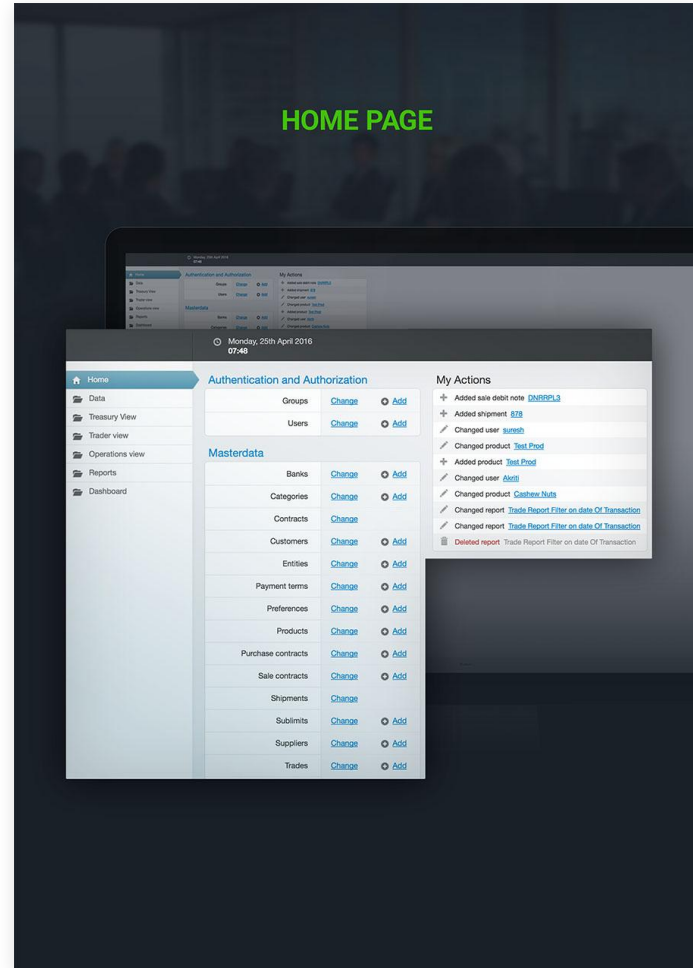 HOME PAGE
Monday, 25th April 2016
07:48
Home
Data
Treasury View
Trader view
Operations view
Reports
Dashboard
Authentication and Authorization
Groups Change Add
Users Change Add
Masterdata
Banks Change Add
Categories Change Add
Contracts Change
Customers Change Add
Entities Change Add
Payment terms Change Add
Preferences Change Add
Products Change Add
Purchase contracts Change Add
Sale contracts Change Add
Shipments Change
Sublimits Change Add
Suppliers Change Add
Trades Change Add
My Actions
Added sale debit note DNRRPL3
Added shipment 878
Changed user suresh
Changed product Test Prod
Added product Test Prod
Changed user Akriti
Changed product Cashew Nuts
Changed report Trade Report Filter on date Of Transaction
Changed report Trade Report Filter on date Of Transaction
Deleted report Trade Report Filter on date Of Transaction